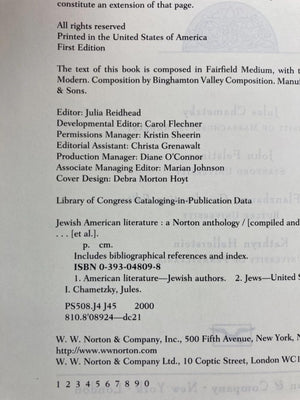 constitute an extension of that page.
All rights reserved
Printed in the United States of America
First Edition
The text of this book is composed in Fairfield Medium, with t
Modern. Composition by Binghamton Valley Composition. Manu
& Sons.
Editor: Julia Reidhead
Developmental Editor: Carol Flechner
Permissions Manager: Kristin Sheerin
Editorial Assistant: Christa Grenawalt
Production Manager: Diane O'Connor
Associate Managing Editor: Marian Johnson
Cover Design: Debra Morton Hoyt
Library of Congress Cataloging-in-Publication Data
Jewish American literature : a Norton anthology / [compiled and
. . . [et al.].
p. cm.
Includes bibliographical references and index.
ISBN 0-393-04809-8
1. American literature—Jewish authors. 2. Jews—United S
I. Chametzky, Jules.
PS508.J4 J45 2000
810.8'08924—dc21
W. W. Norton & Company, Inc., 500 Fifth Avenue, New York, N
http://www.wwnorton.com
W. W. Norton & Company Ltd., 10 Coptic Street, London WC1
1 2 3 4 5 6 7 8 9 0